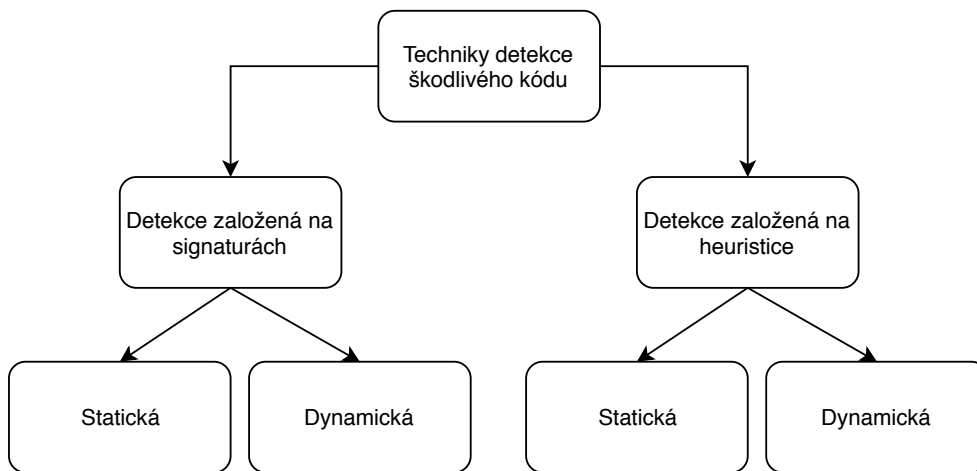 Techniky detekce
škodlivého kódu
Detekce založená na
signaturách
Detekce založená na
heuristice
Statická
Dynamická
Statická
Dynamická